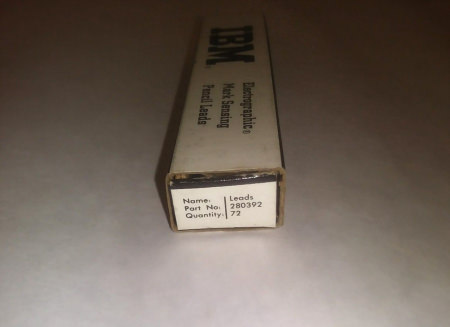 IBM®
Electrographic®
Mark Sensing
Pencil Leads
Name: Leads
Part No: 280392
Quantity: 72